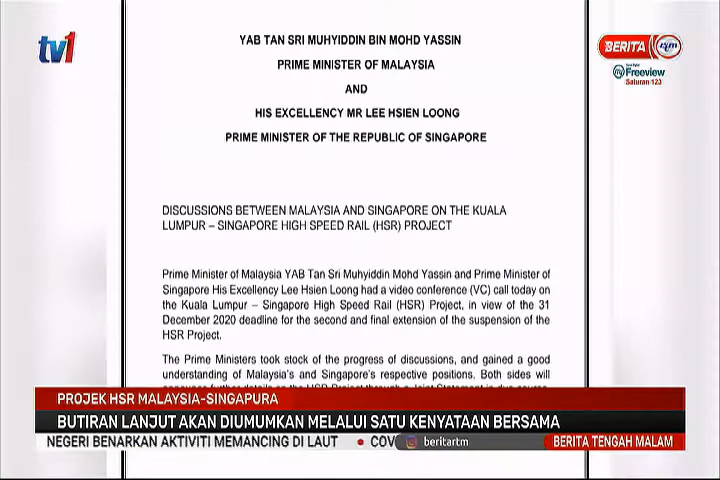 tv1
BERITA rtm
myFreeview
Saluran 123
YAB TAN SRI MUHYIDDIN BIN MOHD YASSIN
PRIME MINISTER OF MALAYSIA
AND
HIS EXCELLENCY MR LEE HSIEN LOONG
PRIME MINISTER OF THE REPUBLIC OF SINGAPORE
DISCUSSIONS BETWEEN MALAYSIA AND SINGAPORE ON THE KUALA
LUMPUR – SINGAPORE HIGH SPEED RAIL (HSR) PROJECT
Prime Minister of Malaysia YAB Tan Sri Muhyiddin Mohd Yassin and Prime Minister of
Singapore His Excellency Lee Hsien Loong had a video conference (VC) call today on
the Kuala Lumpur – Singapore High Speed Rail (HSR) Project, in view of the 31
December 2020 deadline for the second and final extension of the suspension of the
HSR Project.
The Prime Ministers took stock of the progress of discussions, and gained a good
understanding of Malaysia's and Singapore's respective positions. Both sides will
PROJEK HSR MALAYSIA-SINGAPURA
BUTIRAN LANJUT AKAN DIUMUMKAN MELALUI SATU KENYATAAN BERSAMA
NEGERI BENARKAN AKTIVITI MEMANCING DI LAUT • COV
beritartm
BERITA TENGAH MALAM